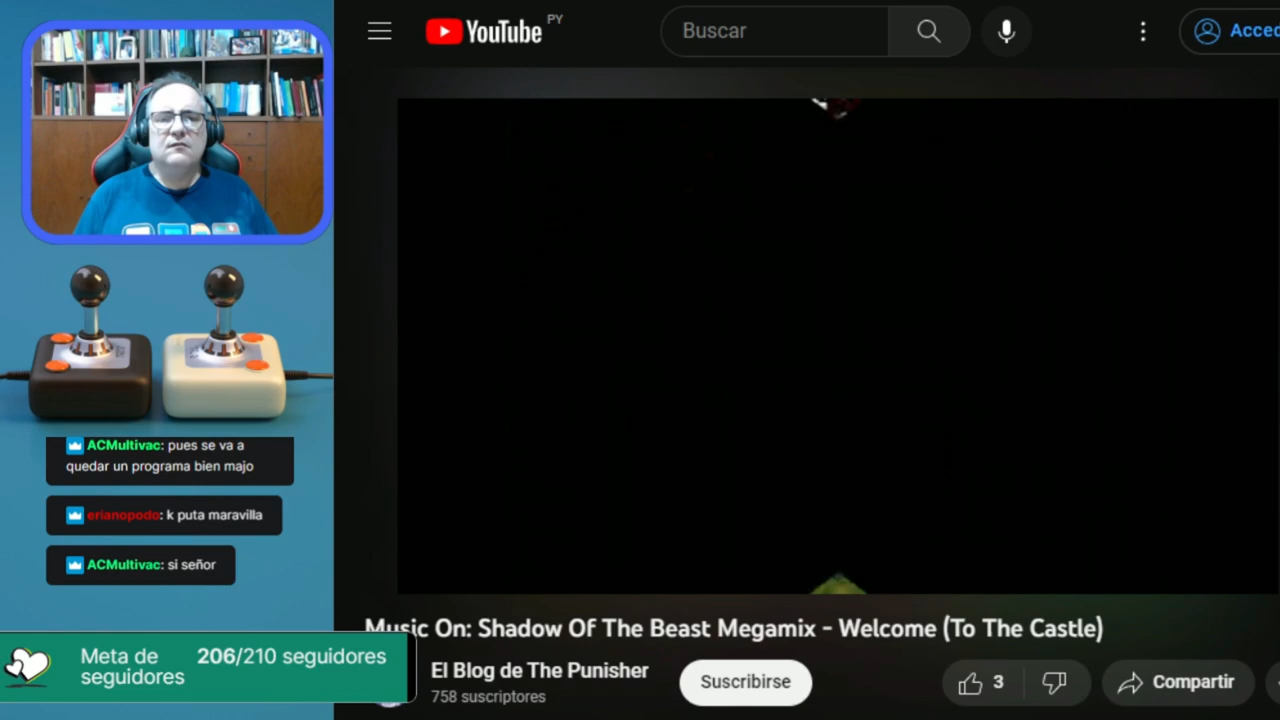 YouTube PY
Buscar
Acced
ACMultivac: pues se va a
quedar un programa bien majo
erianopodo: k puta maravilla
ACMultivac: si señor
Meta de
seguidores
206/210 seguidores
Music On: Shadow Of The Beast Megamix - Welcome (To The Castle)
El Blog de The Punisher
758 suscriptores
Suscribirse
3
Compartir